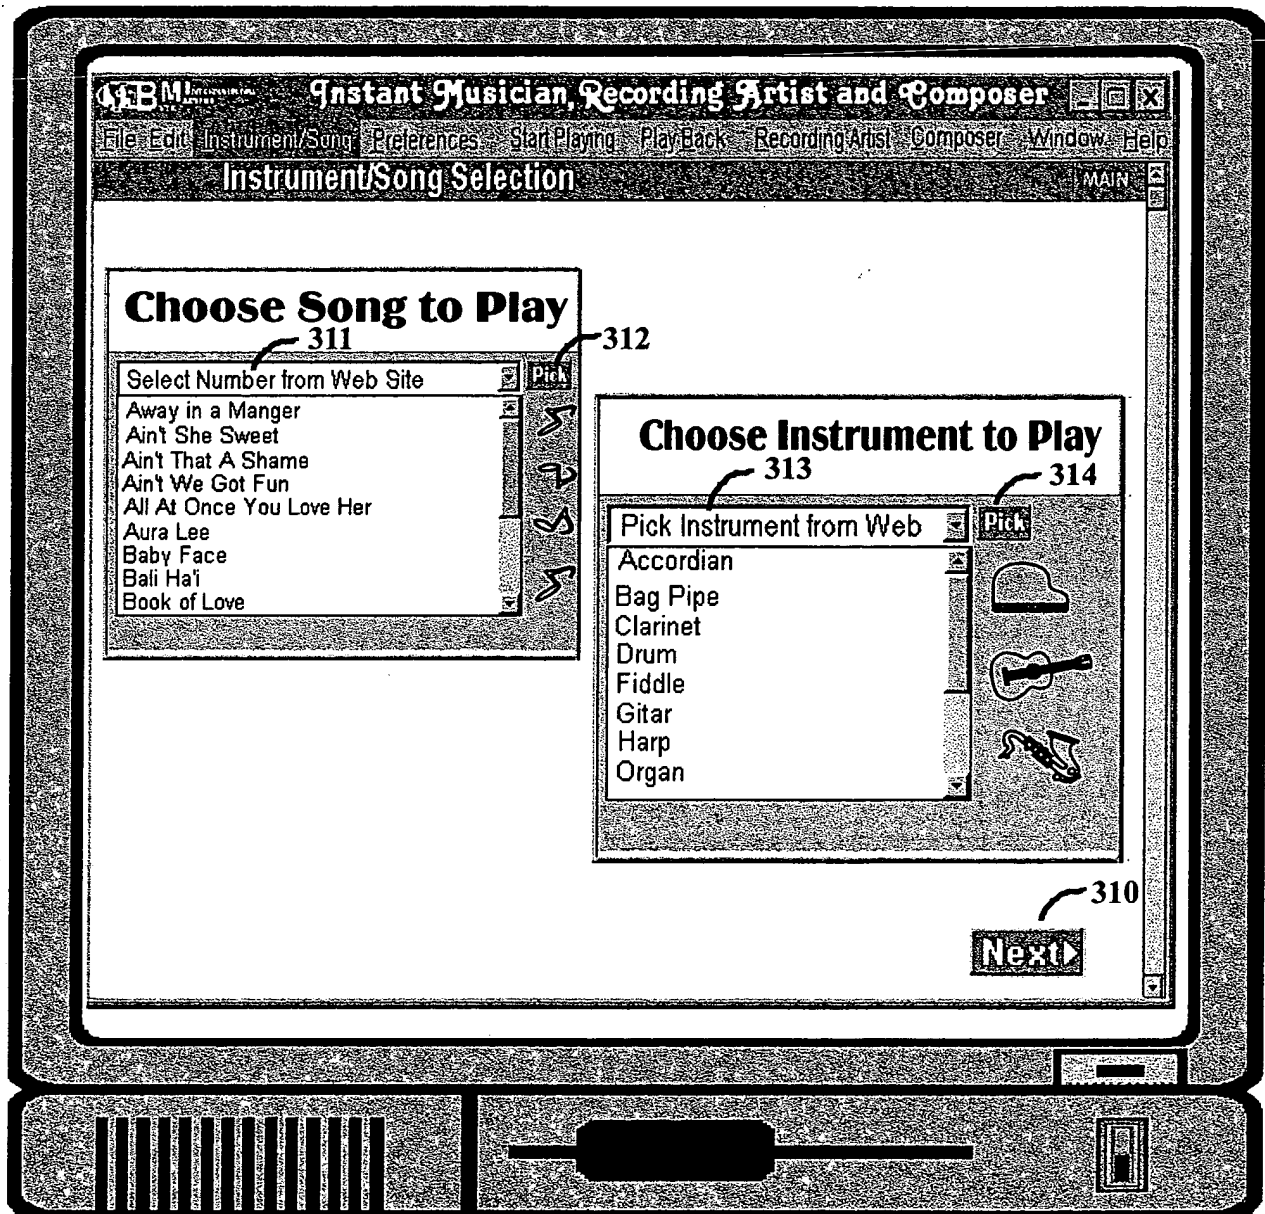 Instant Musician, Recording Artist and Composer
File Edit Instrument/Song Preferences Start Playing PlayBack Recording Artist Composer Window Help
Instrument/Song Selection MAIN
Choose Song to Play
311
312
Select Number from Web Site Pick
Away in a Manger
Ain't She Sweet
Ain't That A Shame
Ain't We Got Fun
All At Once You Love Her
Aura Lee
Baby Face
Bali Ha'i
Book of Love
Choose Instrument to Play
313
314
Pick Instrument from Web Pick
Accordian
Bag Pipe
Clarinet
Drum
Fiddle
Gitar
Harp
Organ
310
Next